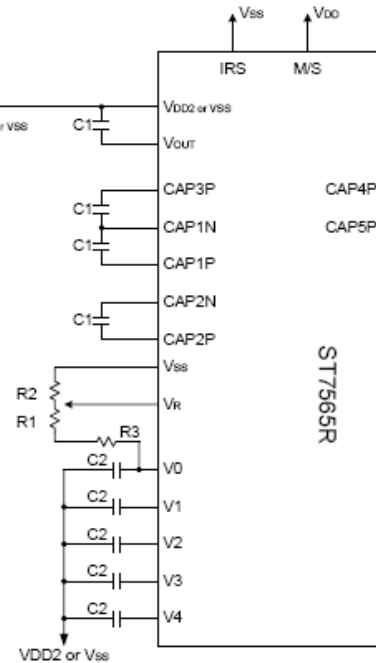 Vss
VDD
IRS
M/S
VDD2 or VSS
or VSS
C1
VOUT
CAP3P
CAP4P
C1
CAP1N
CAP5P
C1
CAP1P
CAP2N
C1
CAP2P
Vss
R2
VR
R1
ST7565R
R3
C2
V0
C2
V1
C2
V2
C2
V3
C2
V4
VDD2 or Vss